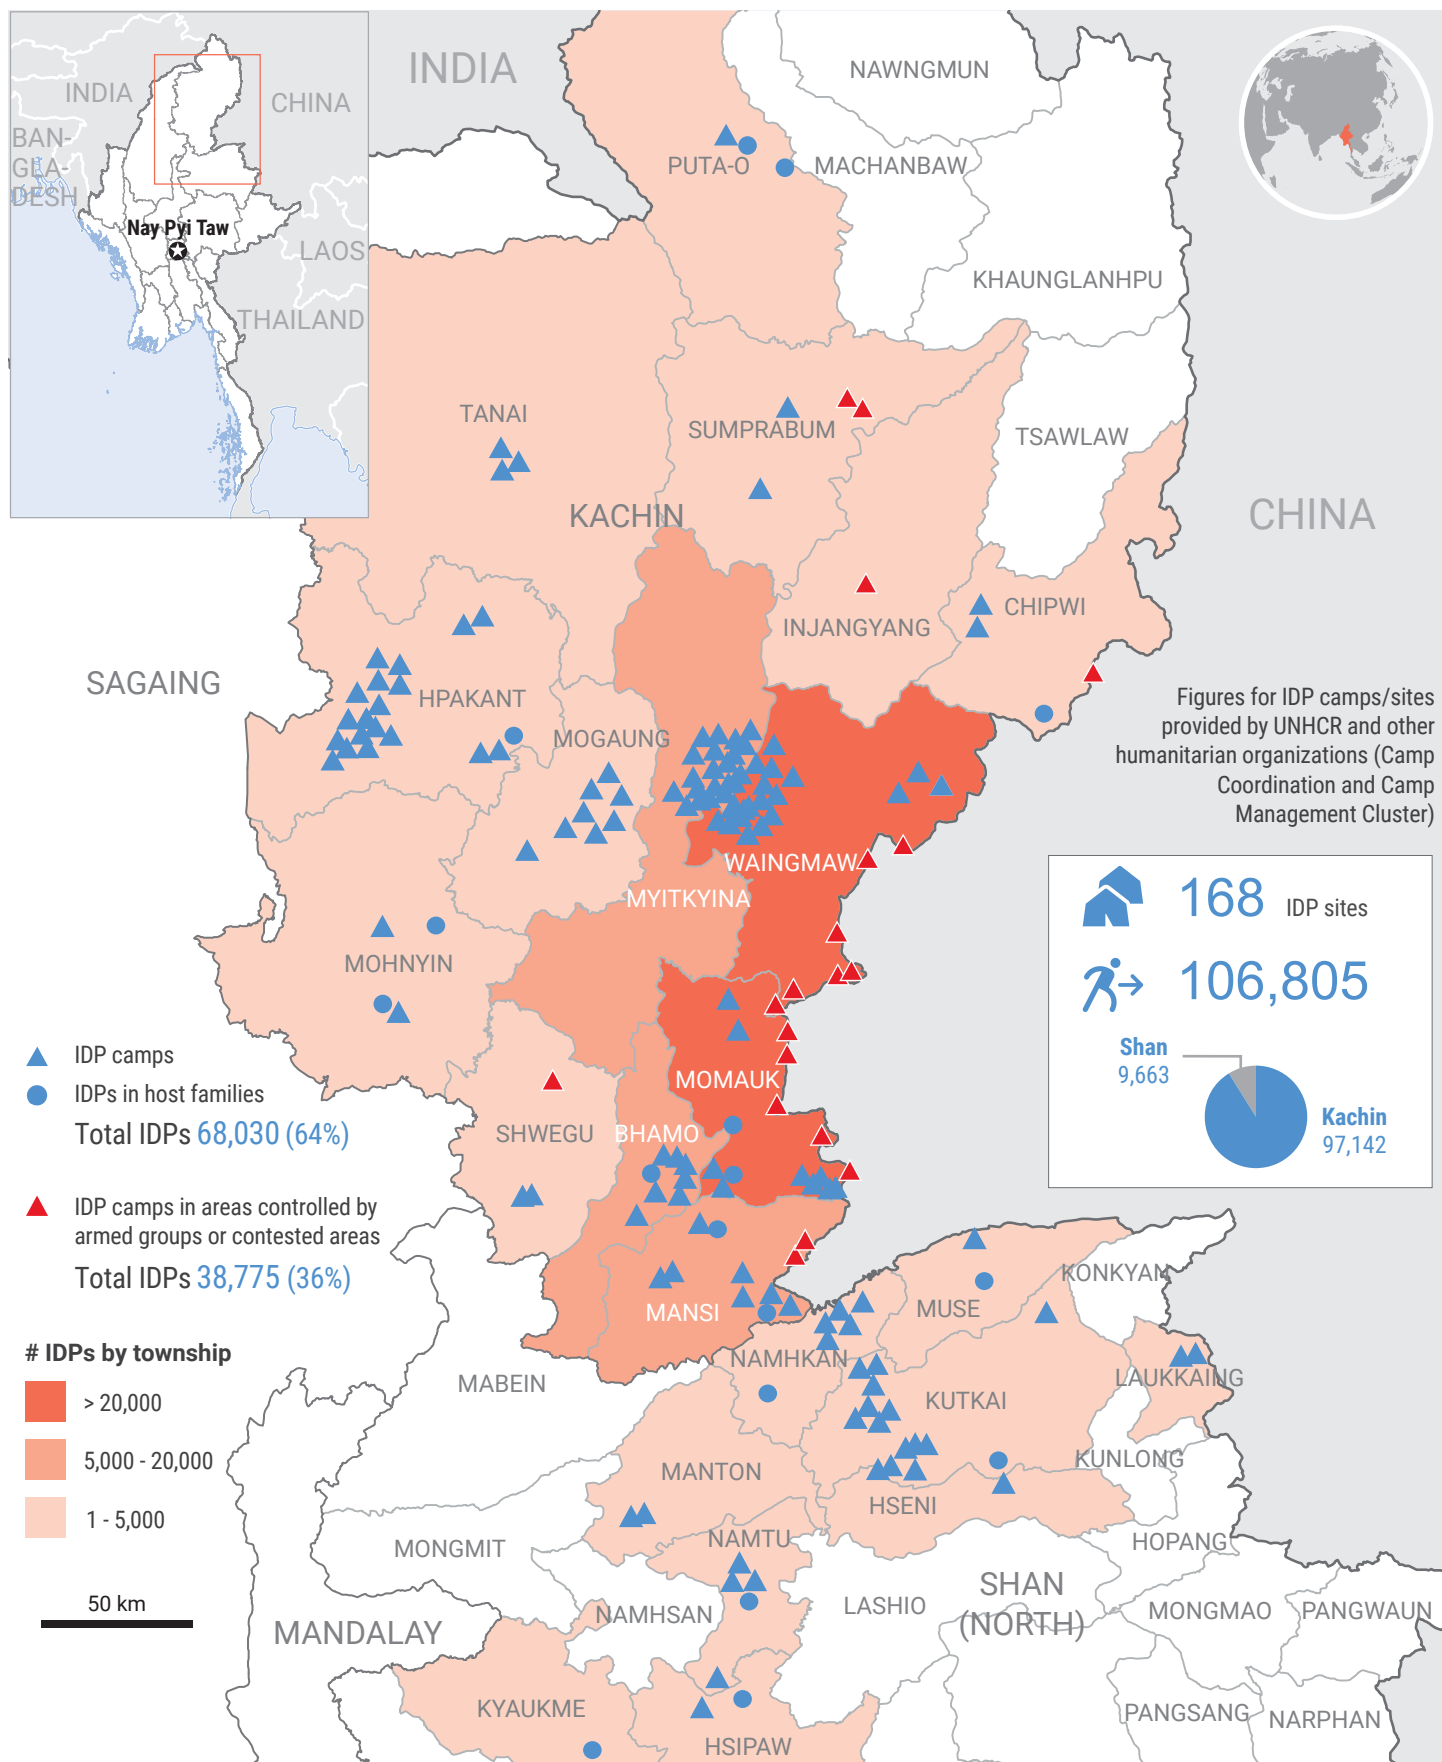 INDIA
CHINA
BAN-
GLA-
DESH
Nay Pyi Taw
LAOS
THAILAND
INDIA
NAWNGMUN
PUTA-O
MACHANBAW
KHAUNGLANHPU
TANAI
SUMPRABUM
TSAWLAW
KACHIN
CHINA
CHIPWI
INJANGYANG
SAGAING
HPAKANT
MOGAUNG
Figures for IDP camps/sites
provided by UNHCR and other
humanitarian organizations (Camp
Coordination and Camp
Management Cluster)
WAINGMAW
MYITKYINA
168 IDP sites
106,805
Shan
9,663
Kachin
97,142
MOHNYIN
IDP camps
IDPs in host families
Total IDPs 68,030 (64%)
IDP camps in areas controlled by
armed groups or contested areas
Total IDPs 38,775 (36%)
MOMAUK
SHWEGU
BHAMO
MANSI
KONKYAN
MUSE
# IDPs by township
> 20,000
5,000 - 20,000
1 - 5,000
50 km
NAMHKAN
LAUKKAING
MABEIN
KUTKAI
KUNLONG
MANTON
HSENI
NAMTU
HOPANG
MONGMIT
SHAN
(NORTH)
LASHIO
NAMHSAN
MONGMAO
PANGWAUN
MANDALAY
KYAUKME
PANGSANG
NARPHAN
HSIPAW